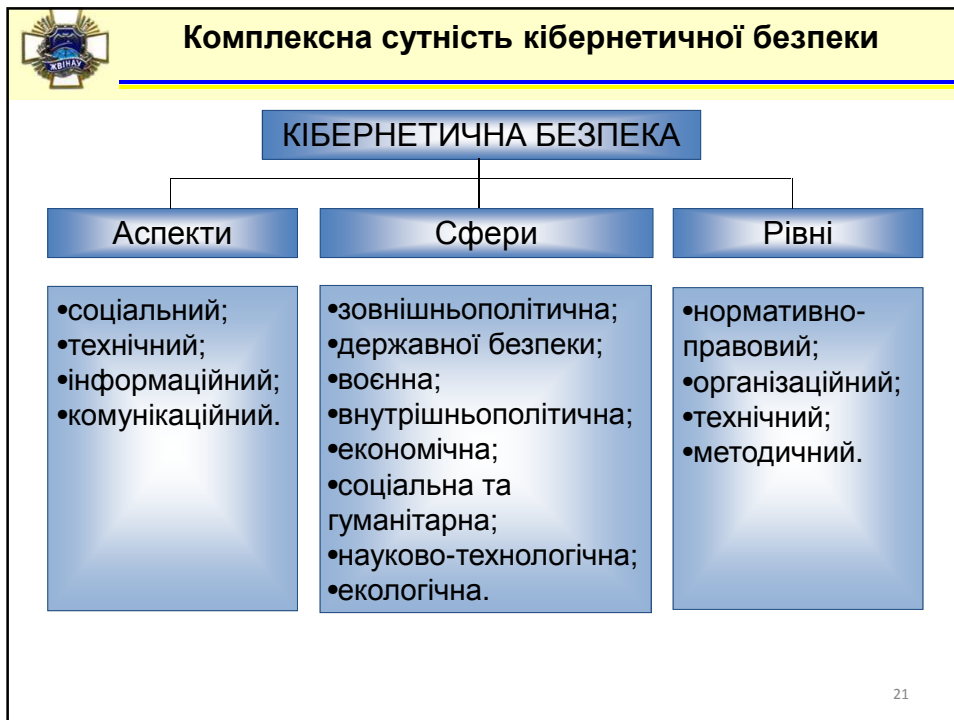 Комплексна сутність кібернетичної безпеки
ЖВІНАУ
КІБЕРНЕТИЧНА БЕЗПЕКА
Аспекти
•соціальний;
•технічний;
•інформаційний;
•комунікаційний.
Сфери
•зовнішньополітична;
•державної безпеки;
•воєнна;
•внутрішньополітична;
•економічна;
•соціальна та
гуманітарна;
•науково-технологічна;
•екологічна.
Рівні
•нормативно-
правовий;
•організаційний;
•технічний;
•методичний.
21